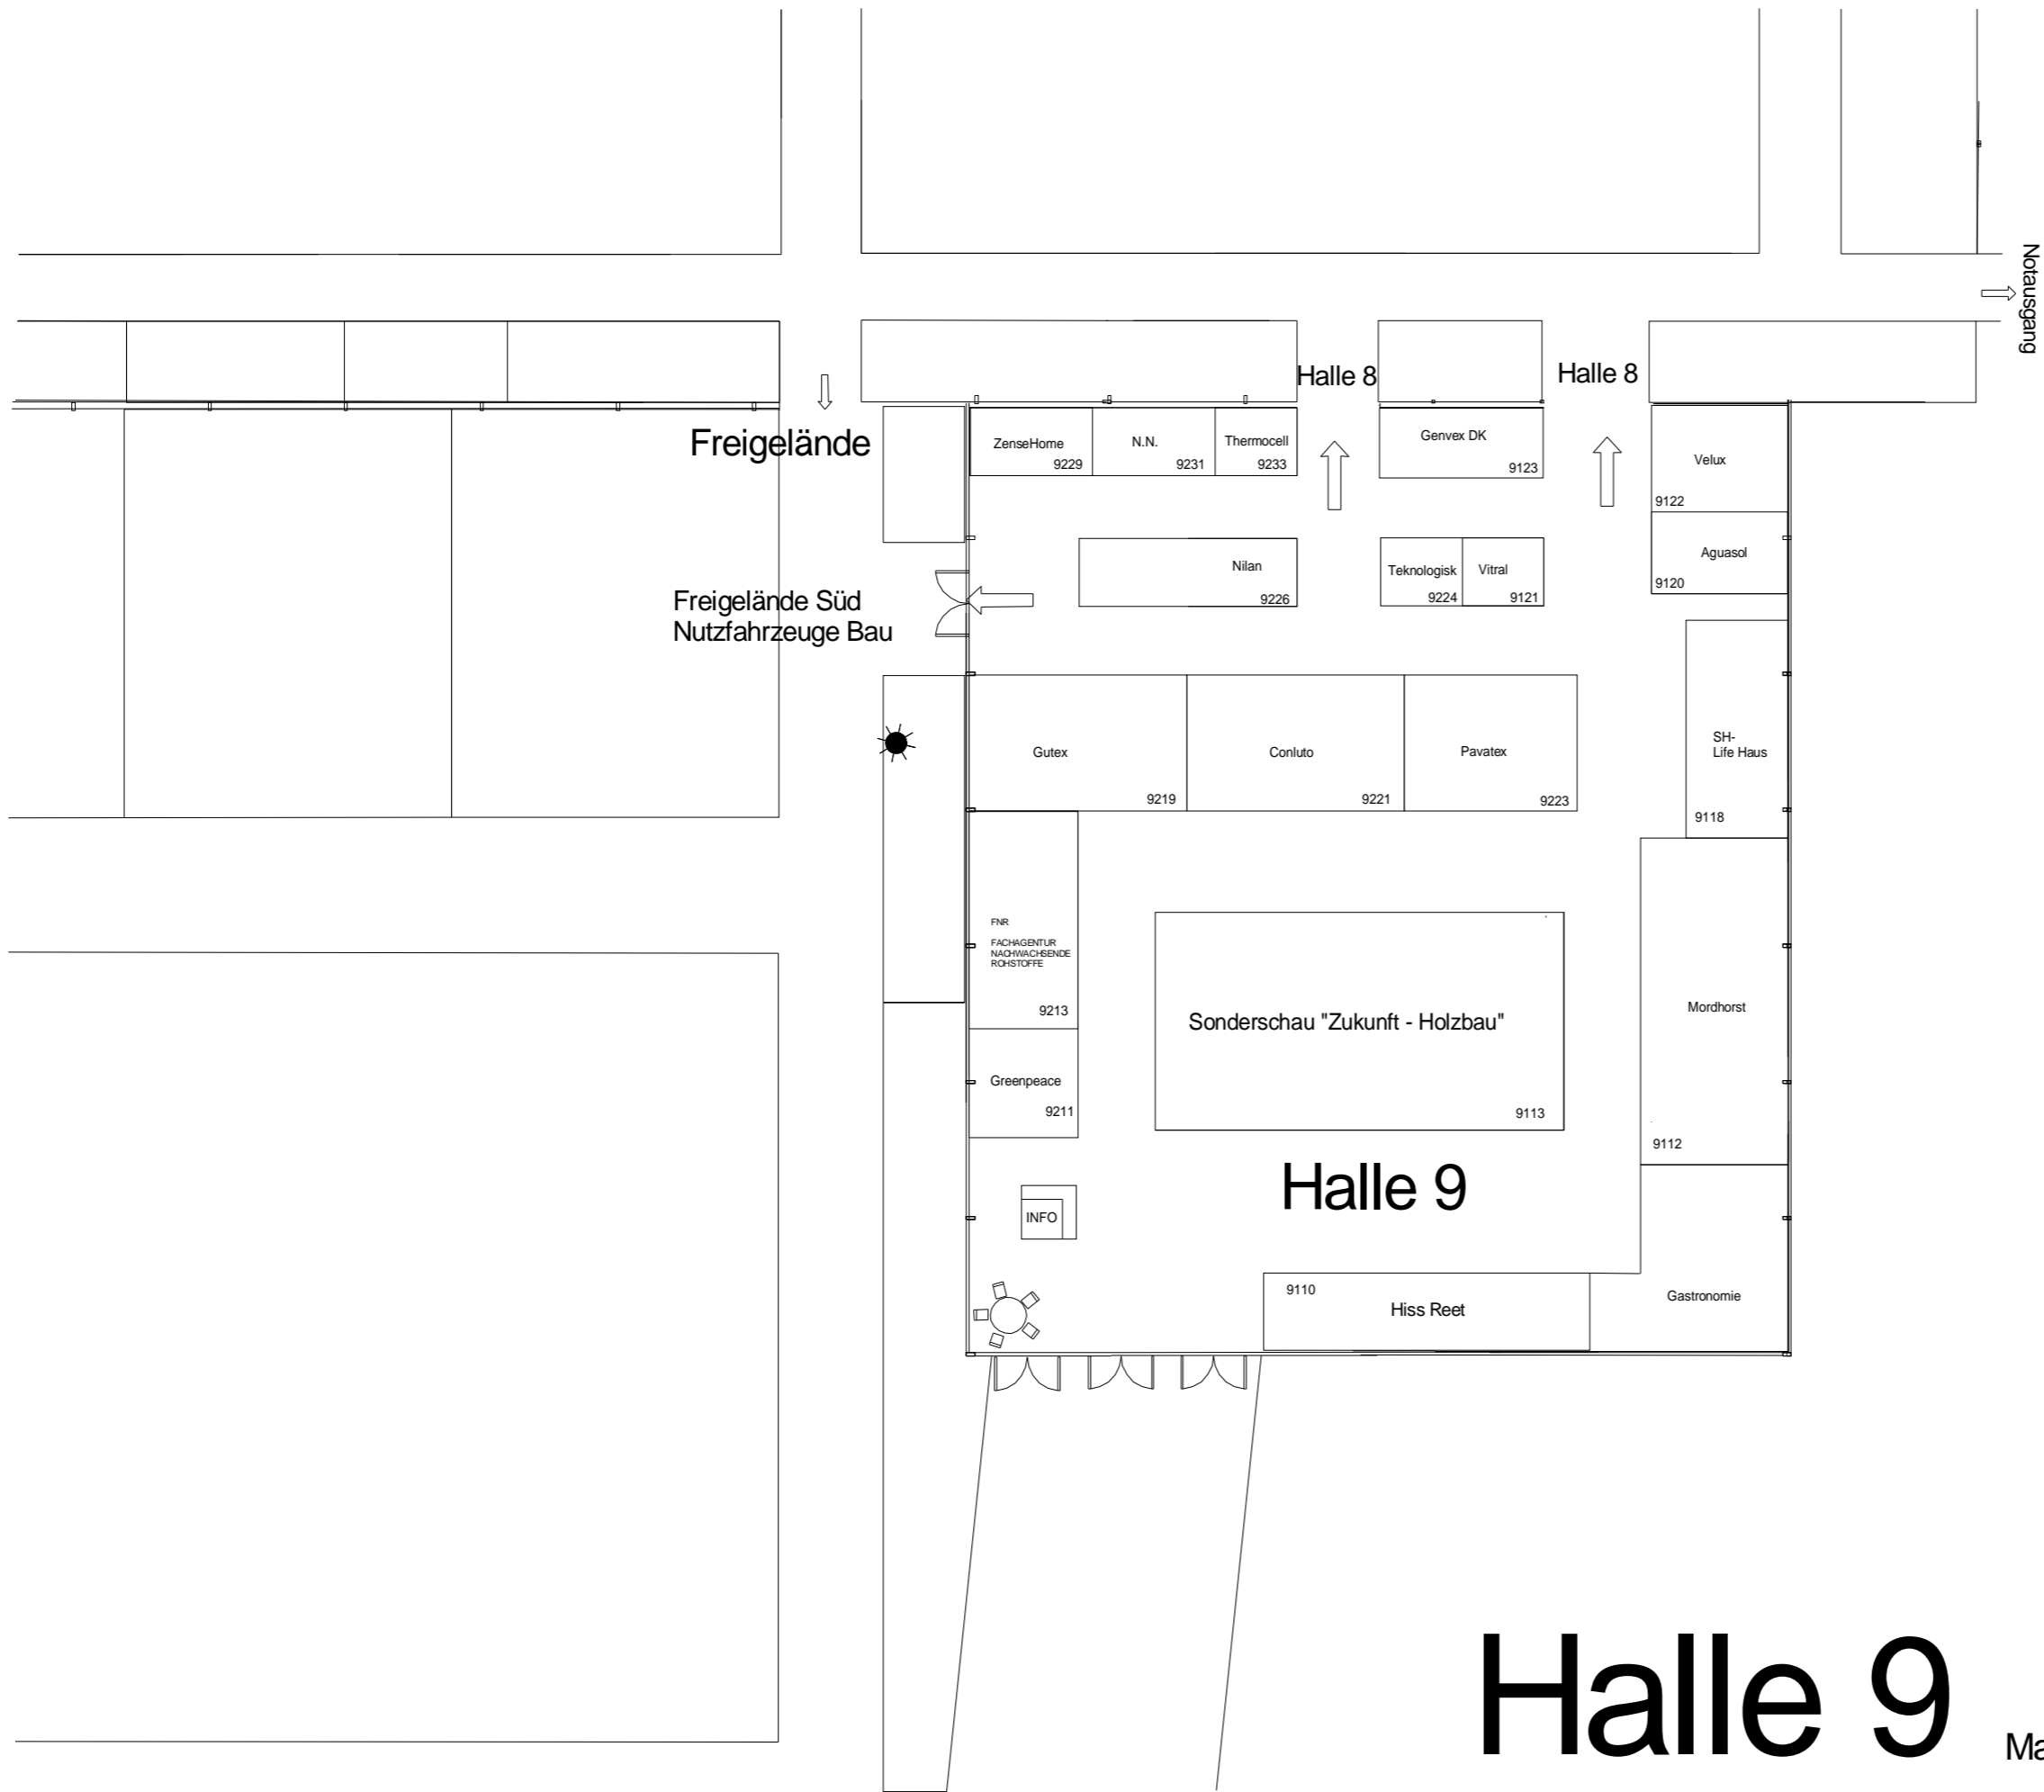 Notausgang
Halle 8
Halle 8
Freigelände
ZenseHome
9229
N.N.
9231
Thermocell
9233
Genvex DK
9123
Velux
9122
Aguasol
9120
Nilan
9226
Teknologisk
9224
Vitral
9121
Freigelände Süd
Nutzfahrzeuge Bau
Gutex
9219
Conluto
9221
Pavatex
9223
SH-
Life Haus
9118
FNR
FACHAGENTUR
NACHWACHSENDE
ROHSTOFFE
9213
Sonderschau "Zukunft - Holzbau"
9113
Mordhorst
9112
Greenpeace
9211
Halle 9
INFO
9110
Hiss Reet
Gastronomie
Halle 9
Ma